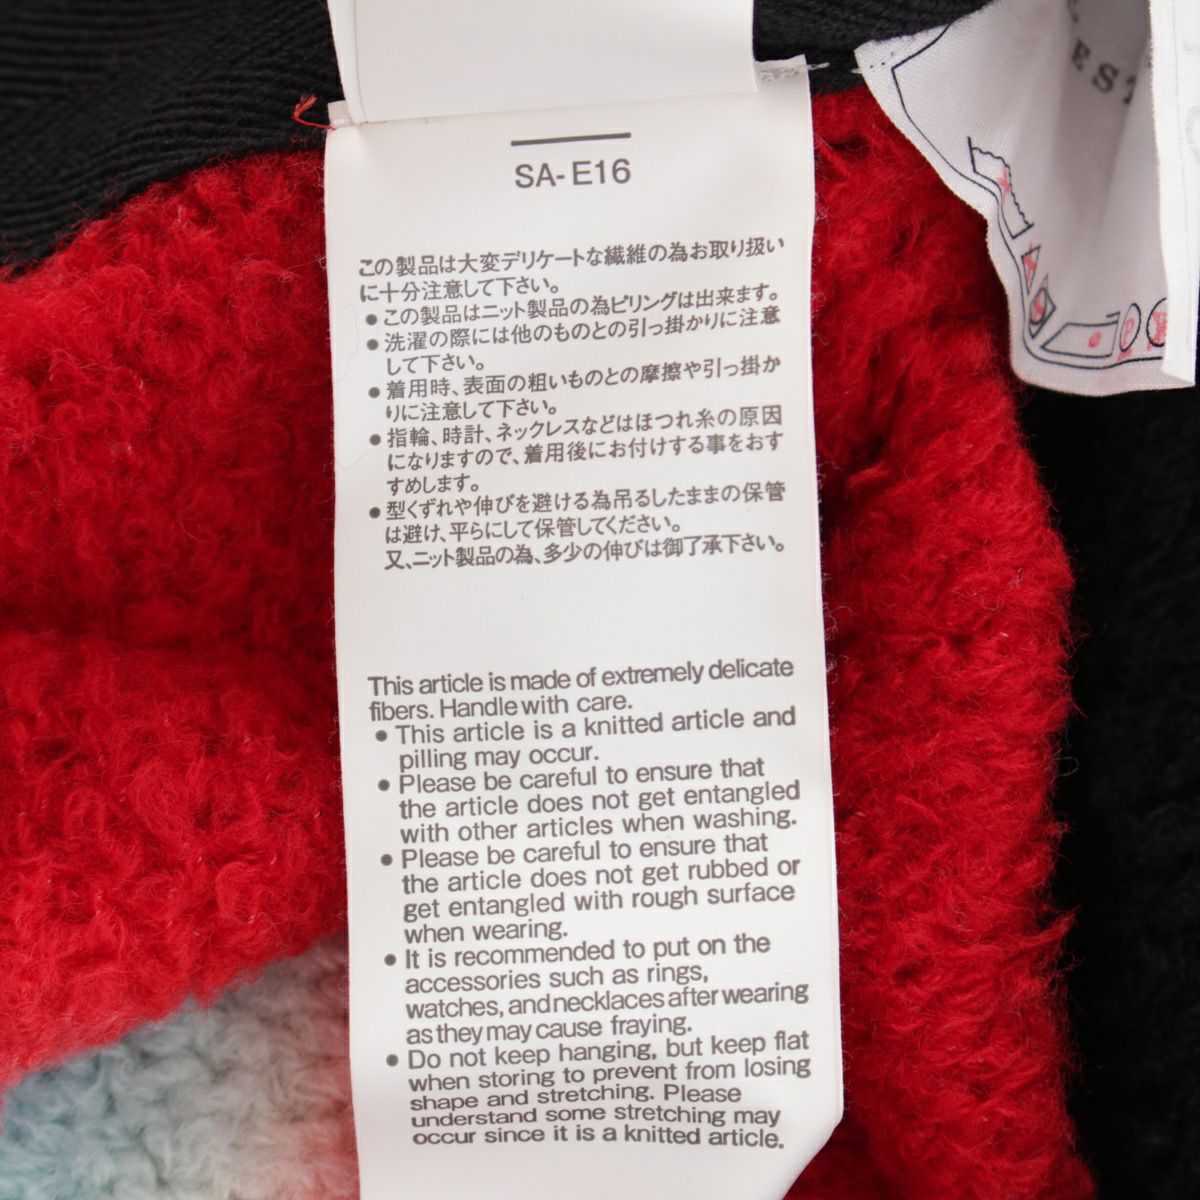 SA-E16
この製品は大変デリケートな繊維の為お取り扱い
に十分注意して下さい。
● この製品はニット製品の為ピリングは出来ます。
● 洗濯の際には他のものとの引っ掛かりに注意
して下さい。
● 着用時、表面の粗いものとの摩擦や引っ掛か
りに注意して下さい。
● 指輪、時計、ネックレスなどはほつれ糸の原因
になりますので、着用後にお付けする事をおす
すめします。
● 型くずれや伸びを避ける為吊るしたままの保管
は避け、平らにして保管してください。
又、ニット製品の為、多少の伸びは御了承下さい。
This article is made of extremely delicate
fibers. Handle with care.
● This article is a knitted article and
pilling may occur.
● Please be careful to ensure that
the article does not get entangled
with other articles when washing.
● Please be careful to ensure that
the article does not get rubbed or
get entangled with rough surface
when wearing.
● It is recommended to put on the
accessories such as rings,
watches, and necklaces after wearing
as they may cause fraying.
● Do not keep hanging, but keep flat
when storing to prevent from losing
shape and stretching. Please
understand some stretching may
occur since it is a knitted article.